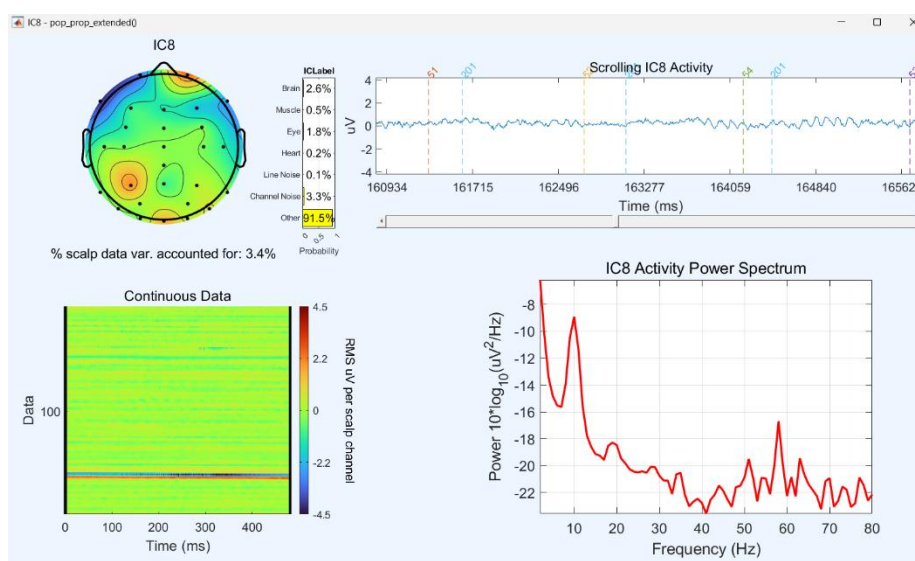 IC8 - pop_prop_extended()
IC8
ICLabel
Brain 2.6%
Muscle 0.5%
Eye 1.8%
Heart 0.2%
Line Noise 0.1%
Channel Noise 3.3%
Other 91.5%
0 0.5 1
Probability
% scalp data var. accounted for: 3.4%
Scrolling IC8 Activity
51 201 54 201
4
2
0
-2
-4
uV
160934 161715 162496 163277 164059 164840 16562
Time (ms)
Continuous Data
Data
100
0 100 200 300 400
Time (ms)
4.5
2.2
0
-2.2
-4.5
RMS uV per scalp channel
IC8 Activity Power Spectrum
Power 10*log10(uV2/Hz)
-8
-10
-12
-14
-16
-18
-20
-22
10 20 30 40 50 60 70 80
Frequency (Hz)